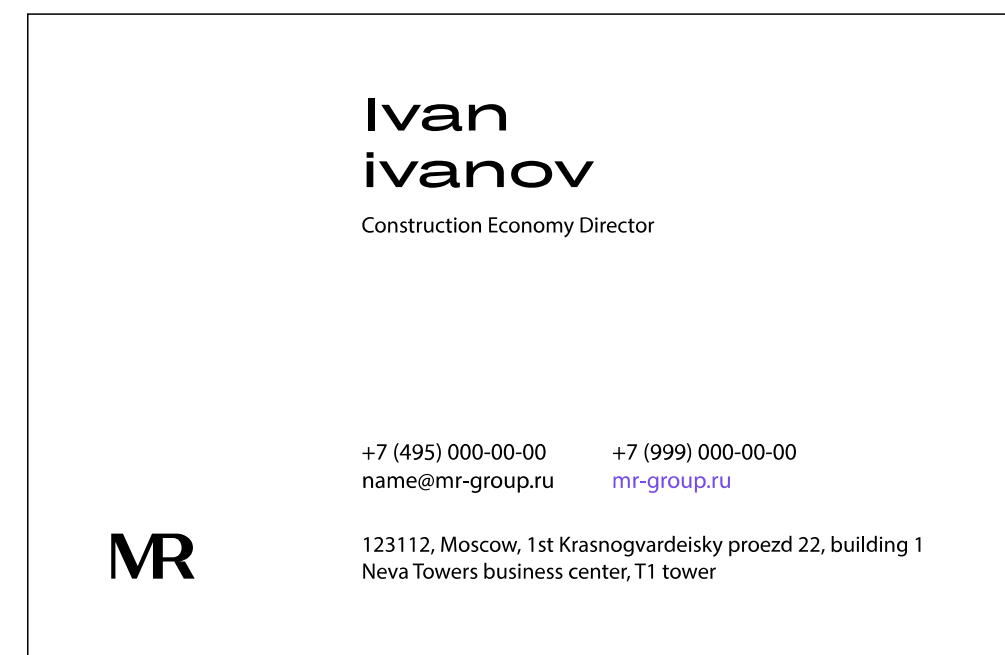 Ivan
ivanov
Construction Economy Director
+7 (495) 000-00-00 +7 (999) 000-00-00
name@mr-group.ru mr-group.ru
MR
123112, Moscow, 1st Krasnogvardeisky proezd 22, building 1
Neva Towers business center, T1 tower